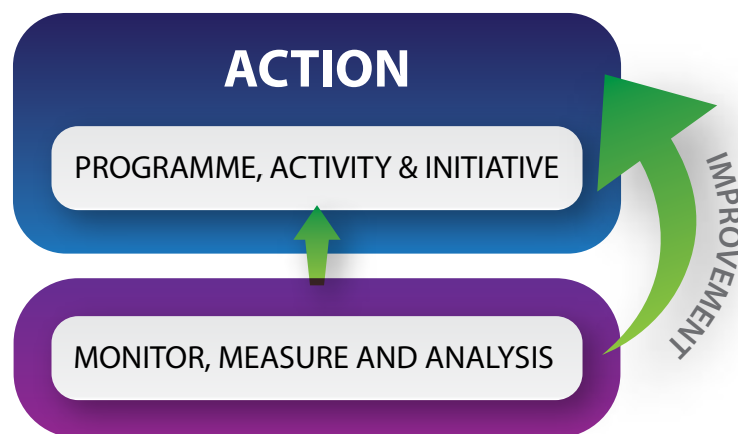 ACTION
PROGRAMME, ACTIVITY & INITIATIVE
IMPROVEMENT
MONITOR, MEASURE AND ANALYSIS